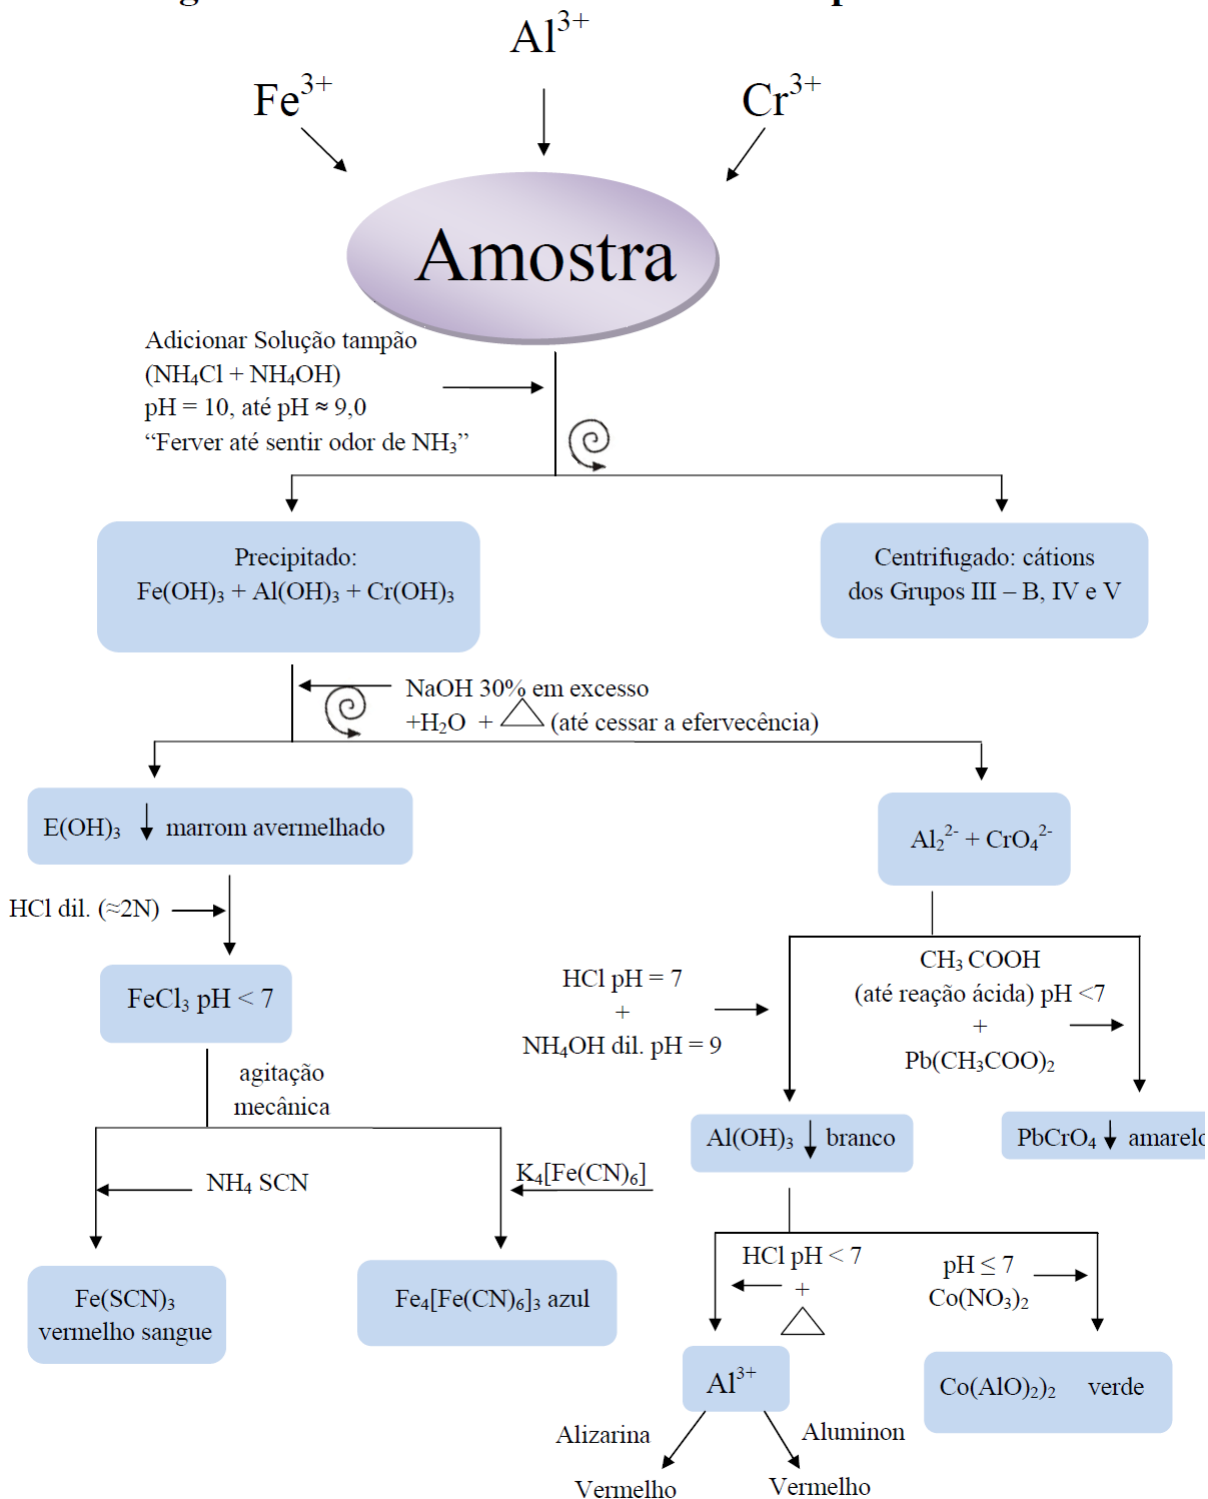 Al³⁺
Fe³⁺
Cr³⁺
Amostra
Adicionar Solução tampão
(NH₄Cl + NH₄OH)
pH = 10, até pH ≈ 9,0
“Ferver até sentir odor de NH₃”
Precipitado:
Fe(OH)₃ + Al(OH)₃ + Cr(OH)₃
Centrifugado: cátions
dos Grupos III – B, IV e V
NaOH 30% em excesso
+H₂O + △ (até cessar a efervecência)
E(OH)₃ ↓ marrom avermelhado
Al₂²⁻ + CrO₄²⁻
HCl dil. (≈2N)
FeCl₃ pH < 7
HCl pH = 7
+
NH₄OH dil. pH = 9
CH₃ COOH
(até reação ácida) pH <7
+
Pb(CH₃COO)₂
agitação
mecânica
Al(OH)₃ ↓ branco
PbCrO₄ ↓ amarelo
NH₄ SCN
K₄[Fe(CN)₆]
HCl pH < 7
+
△
pH ≤ 7
Co(NO₃)₂
Fe(SCN)₃
vermelho sangue
Fe₄[Fe(CN)₆]₃ azul
Al³⁺
Co(AlO)₂)₂ verde
Alizarina
Aluminon
Vermelho
Vermelho